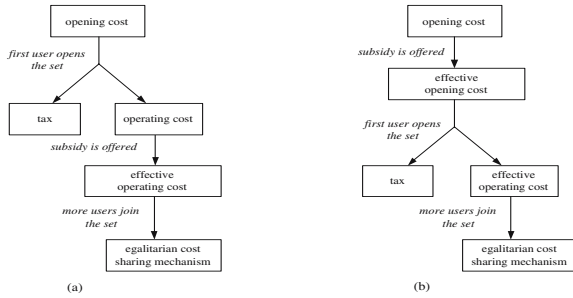 opening cost
first user opens
the set
tax
operating cost
subsidy is offered
effective
operating cost
more users join
the set
egalitarian cost
sharing mechanism
(a)
opening cost
subsidy is offered
effective
opening cost
first user opens
the set
tax
effective
operating cost
more users join
the set
egalitarian cost
sharing mechanism
(b)